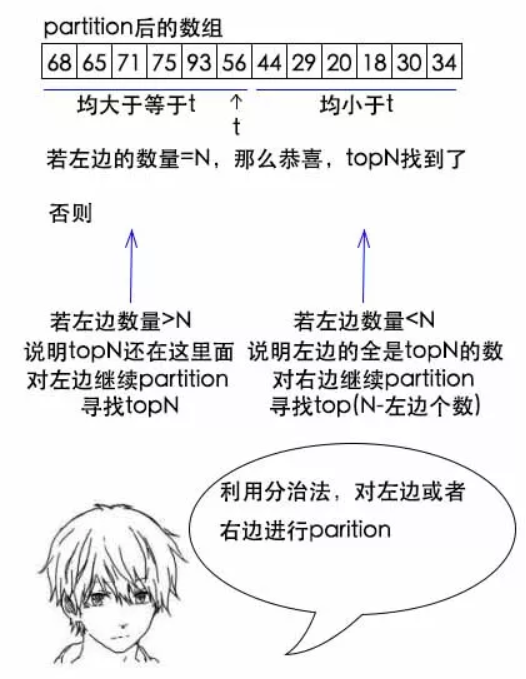 partition后的数组
68 65 71 75 93 56 44 29 20 18 30 34
均大于等于t ↑ 均小于t
t
若左边的数量=N，那么恭喜，topN找到了
否则
若左边数量>N
说明topN还在这里面
对左边继续partition
寻找topN
若左边数量<N
说明左边的全是topN的数
对右边继续partition
寻找top(N-左边个数)
利用分治法，对左边或者
右边进行parition